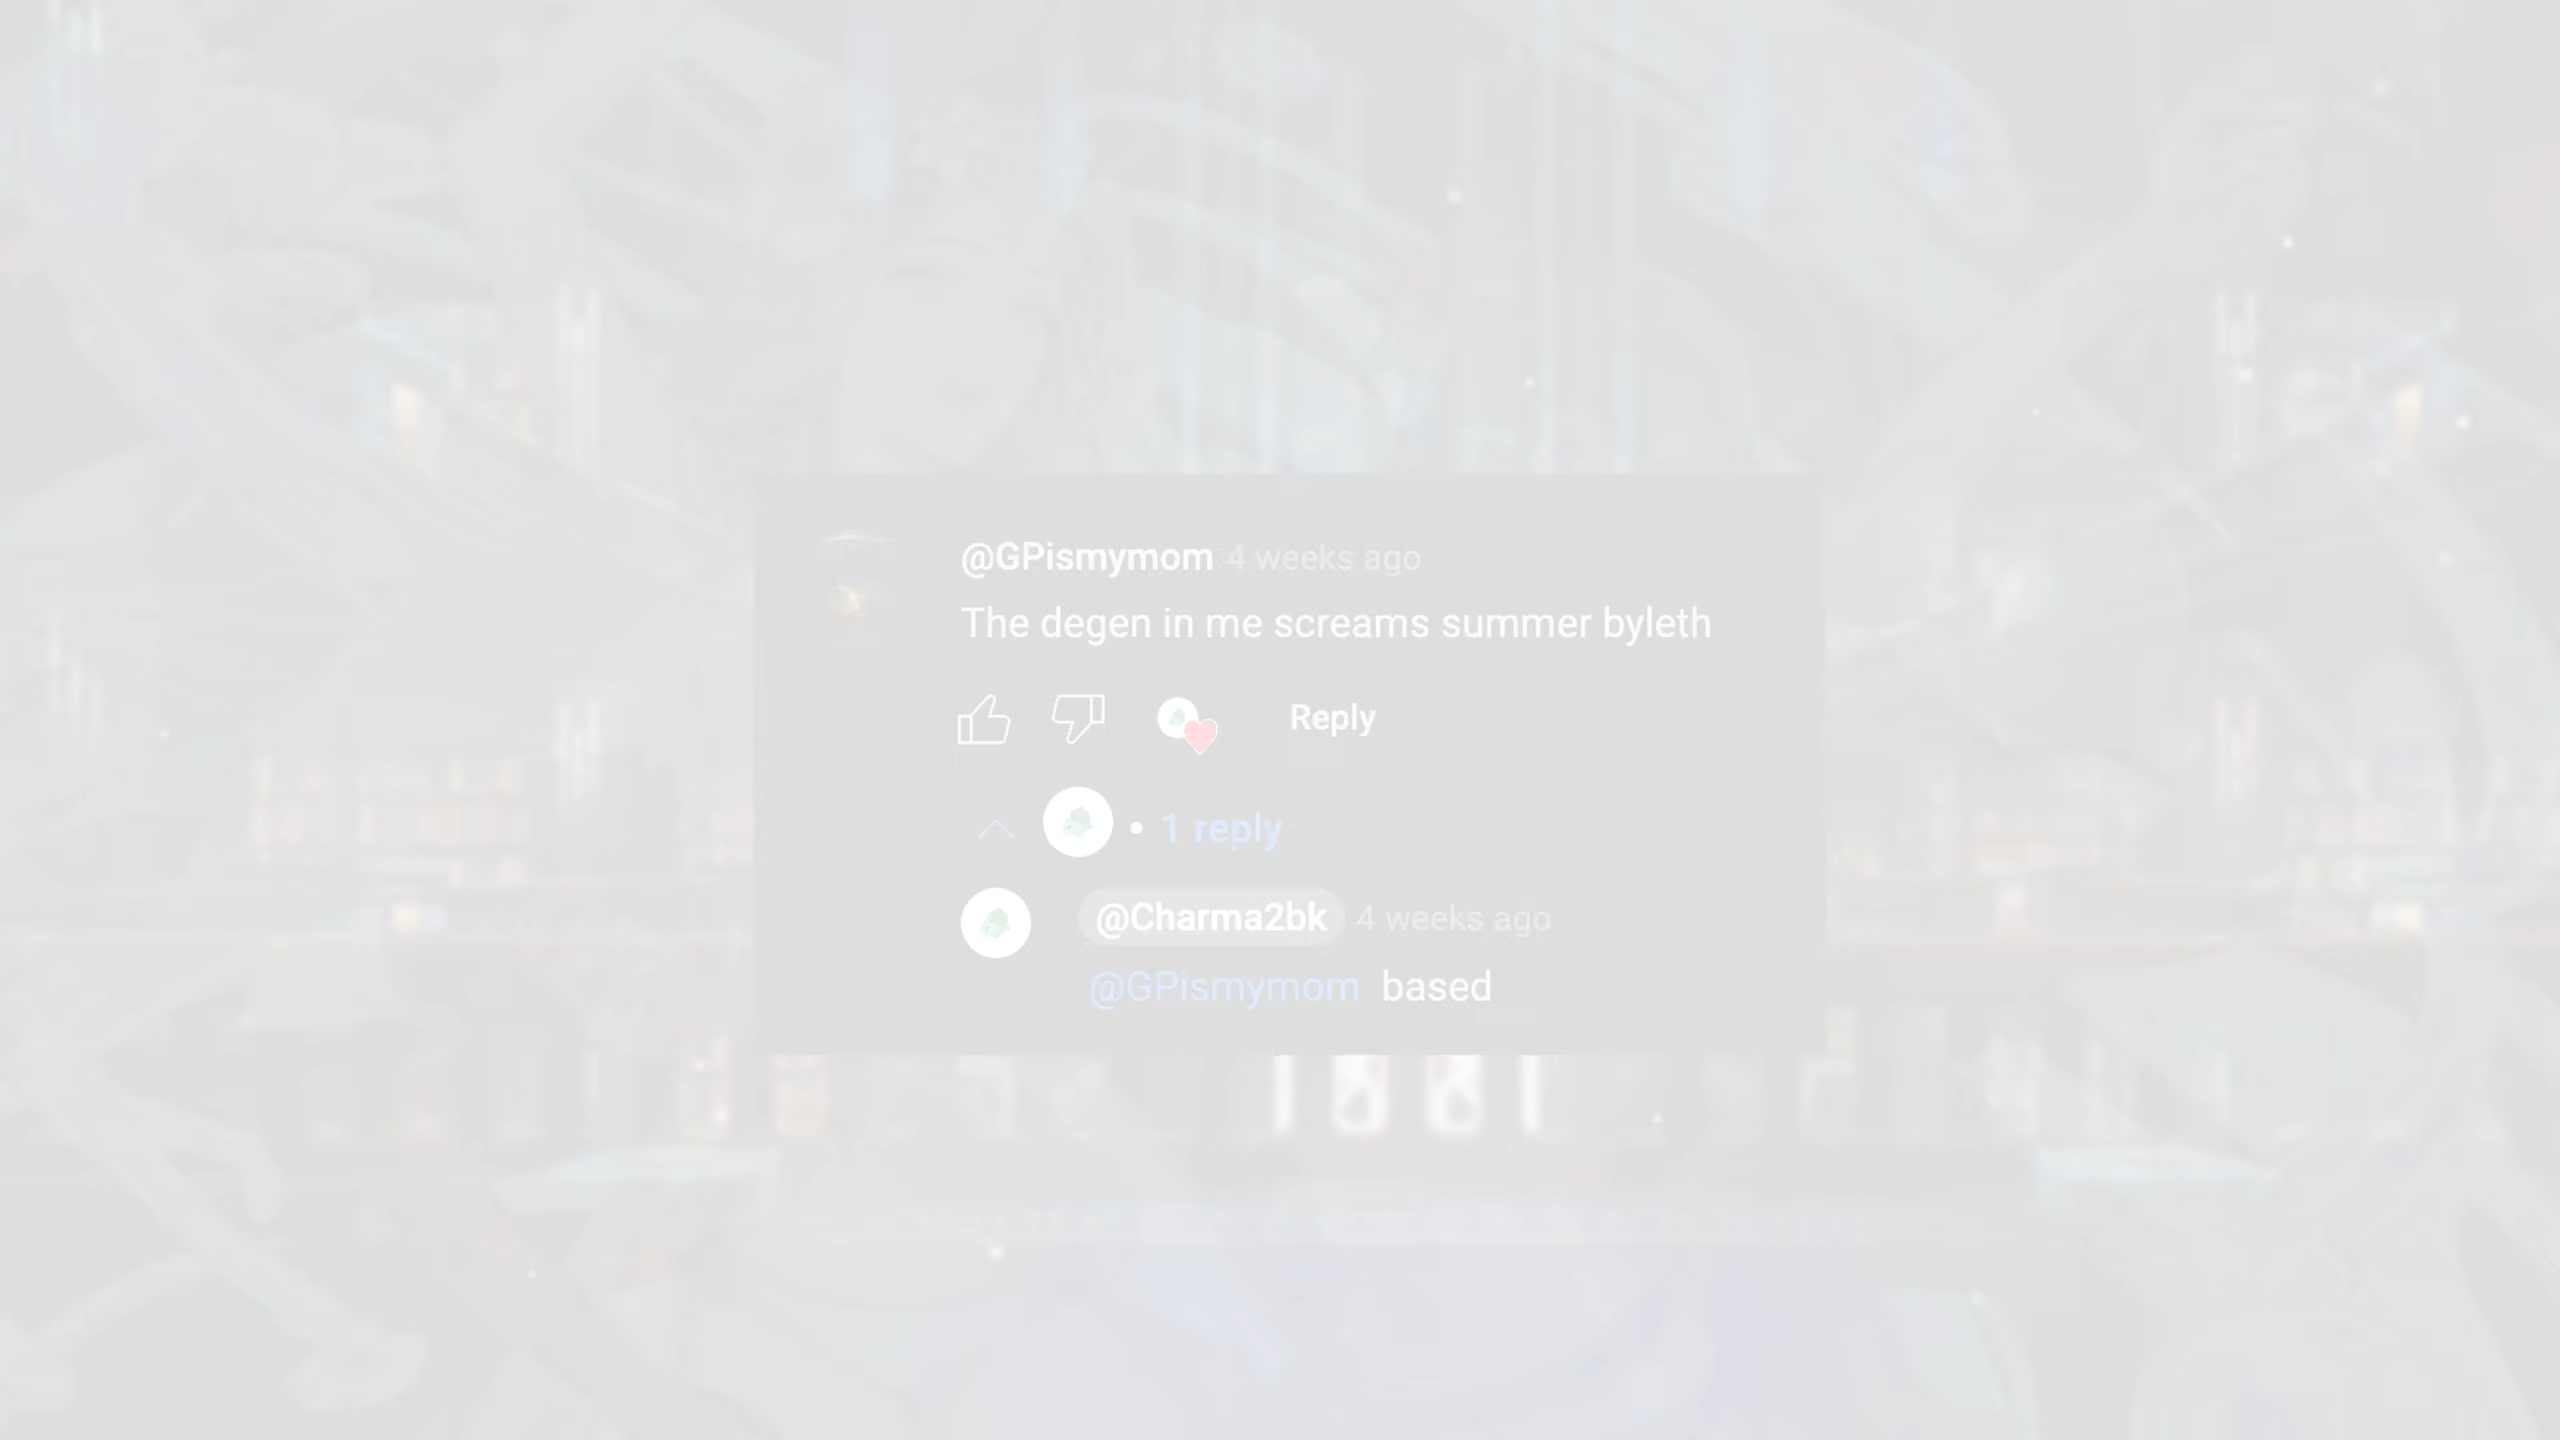 @GPismymom 4 weeks ago
The degen in me screams summer byleth
Reply
1 reply
@Charma2bk 4 weeks ago
@GPismymom based